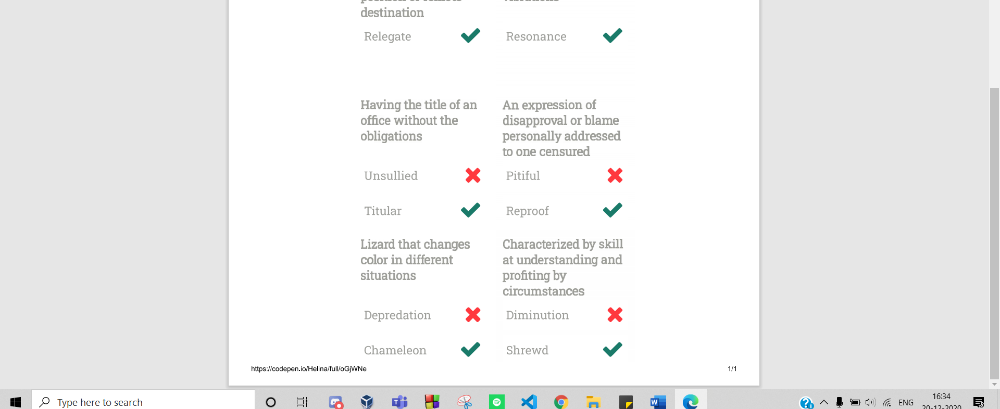 destination
Relegate
Resonance
Having the title of an
office without the
obligations
An expression of
disapproval or blame
personally addressed
to one censured
Unsullied
Pitiful
Titular
Reproof
Lizard that changes
color in different
situations
Characterized by skill
at understanding and
profiting by
circumstances
Depredation
Diminution
Chameleon
Shrewd
https://codepen.io/Helina/full/oGjWNe
1/1
Type here to search
ENG
16:34
20-12-2020